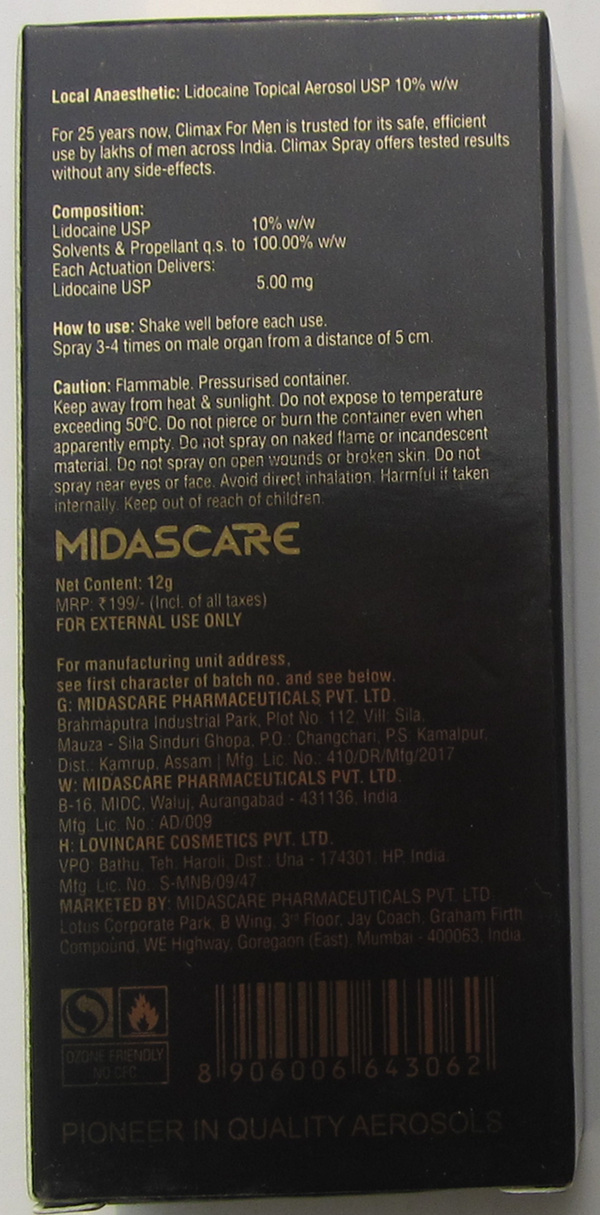 Local Anaesthetic: Lidocaine Topical Aerosol USP 10% w/w
For 25 years now, Climax For Men is trusted for its safe, efficient
use by lakhs of men across India. Climax Spray offers tested results
without any side-effects.
Composition:
Lidocaine USP 10% w/w
Solvents & Propellant q.s. to 100.00% w/w
Each Actuation Delivers:
Lidocaine USP 5.00 mg
How to use: Shake well before each use.
Spray 3-4 times on male organ from a distance of 5 cm.
Caution: Flammable. Pressurised container.
Keep away from heat & sunlight. Do not expose to temperature
exceeding 50ºC. Do not pierce or burn the container even when
apparently empty. Do not spray on naked flame or incandescent
material. Do not spray on open wounds or broken skin. Do not
spray near eyes or face. Avoid direct inhalation. Harmful if taken
internally. Keep out of reach of children.
MIDASCARE
Net Content: 12g
MRP: ₹199/- (Incl. of all taxes)
FOR EXTERNAL USE ONLY
For manufacturing unit address,
see first character of batch no. and see below.
G: MIDASCARE PHARMACEUTICALS PVT. LTD.
Brahmaputra Industrial Park, Plot No. 112, Vill: Sila,
Mauza - Sila Sinduri Ghopa, P.O.: Changchari, P.S. Kamalpur,
Dist.: Kamrup, Assam | Mfg. Lic. No.: 410/DR/Mfg/2017
W: MIDASCARE PHARMACEUTICALS PVT. LTD.
B-16, MIDC, Waluj, Aurangabad - 431136, India.
Mfg. Lic. No.: AD/009
H: LOVINCARE COSMETICS PVT. LTD.
VPO: Bathu, Teh: Haroli, Dist.: Una - 174301, HP, India.
Mfg. Lic. No.: S-MNB/09/47
MARKETED BY: MIDASCARE PHARMACEUTICALS PVT. LTD.
Lotus Corporate Park, B Wing, 3rd Floor, Jay Coach, Graham Firth
Compound, WE Highway, Goregaon (East), Mumbai - 400063, India.
OZONE FRIENDLY
NO CFC
8 906006 643062
PIONEER IN QUALITY AEROSOLS